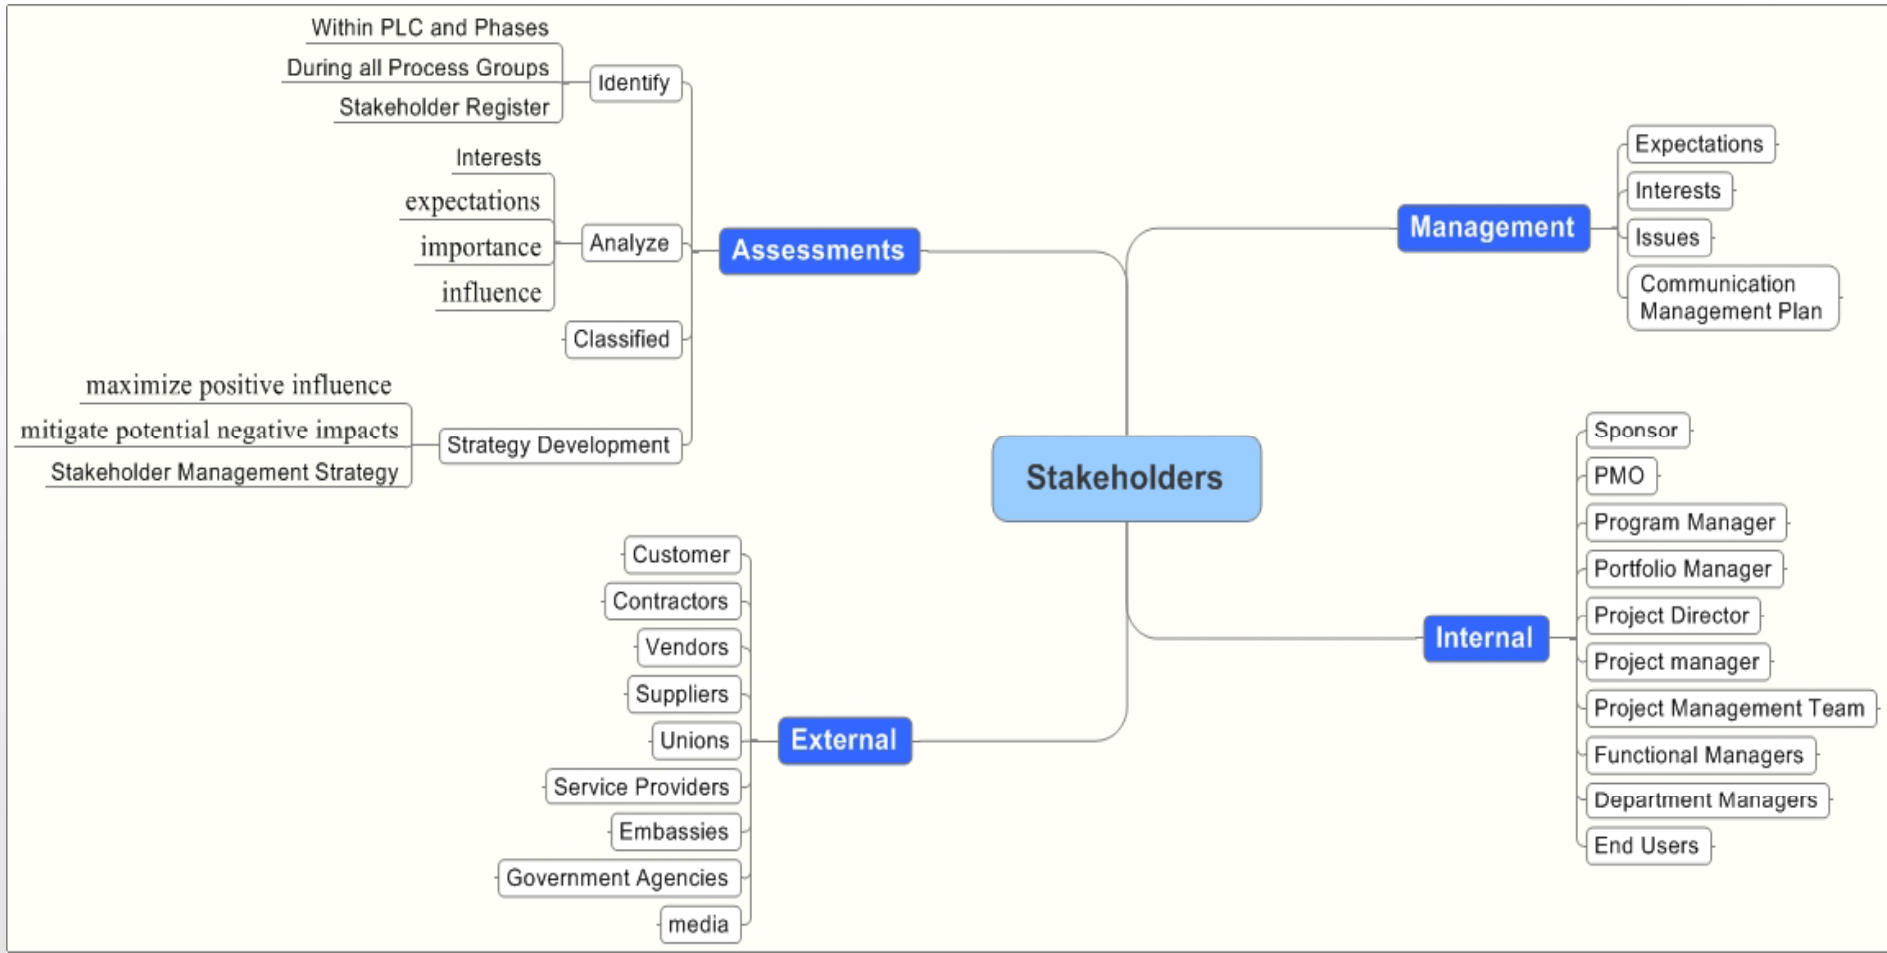 Within PLC and Phases
During all Process Groups
Stakeholder Register
Identify
Interests
expectations
importance
influence
Analyze
Classified
maximize positive influence
mitigate potential negative impacts
Stakeholder Management Strategy
Strategy Development
Assessments
Management
Expectations
Interests
Issues
Communication
Management Plan
Stakeholders
Customer
Contractors
Vendors
Suppliers
Unions
Service Providers
Embassies
Government Agencies
media
External
Internal
Sponsor
PMO
Program Manager
Portfolio Manager
Project Director
Project manager
Project Management Team
Functional Managers
Department Managers
End Users